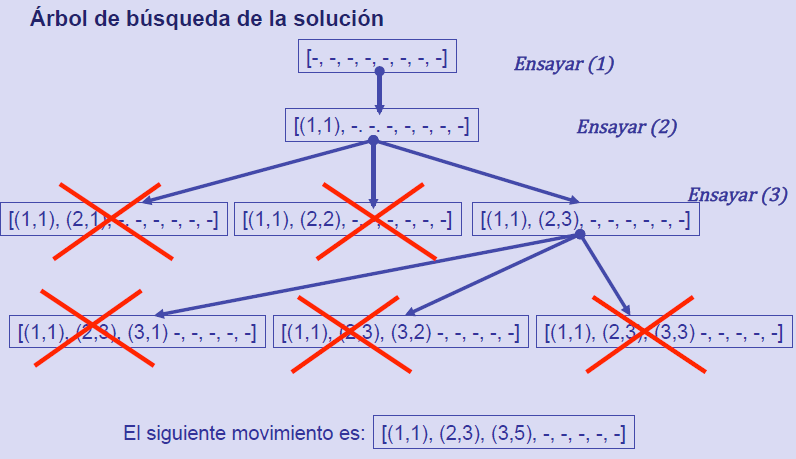 Árbol de búsqueda de la solución
[-, -, -, -, -, -, -, -]
Ensayar (1)
[(1,1), -. -. -, -, -, -, -]
Ensayar (2)
Ensayar (3)
[(1,1), (2,1), -, -, -, -, -, -]
[(1,1), (2,2), -, -, -, -, -, -]
[(1,1), (2,3), -, -, -, -, -, -]
[(1,1), (2,3), (3,1) -, -, -, -, -]
[(1,1), (2,3), (3,2) -, -, -, -, -]
[(1,1), (2,3), (3,3) -, -, -, -, -]
El siguiente movimiento es: [(1,1), (2,3), (3,5), -, -, -, -, -]